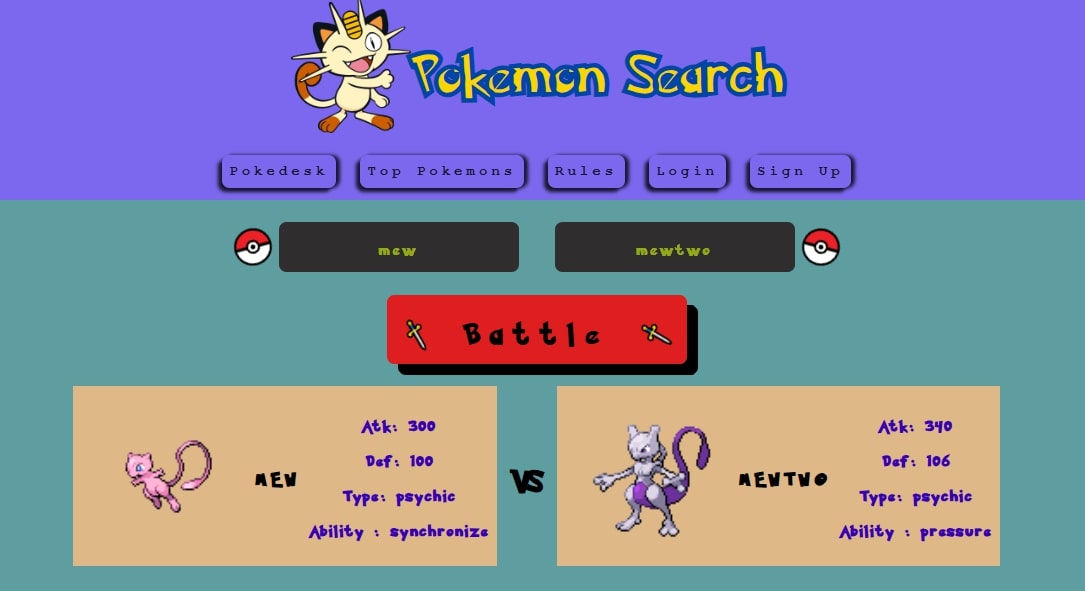 Pokemon Search
Pokedesk Top Pokemons Rules Login Sign Up
mew mewtwo
Battle
Atk: 300
Def: 100
MEW
Type: psychic
Ability : synchronize
VS
Atk: 340
Def: 106
MEWTWO
Type: psychic
Ability : pressure